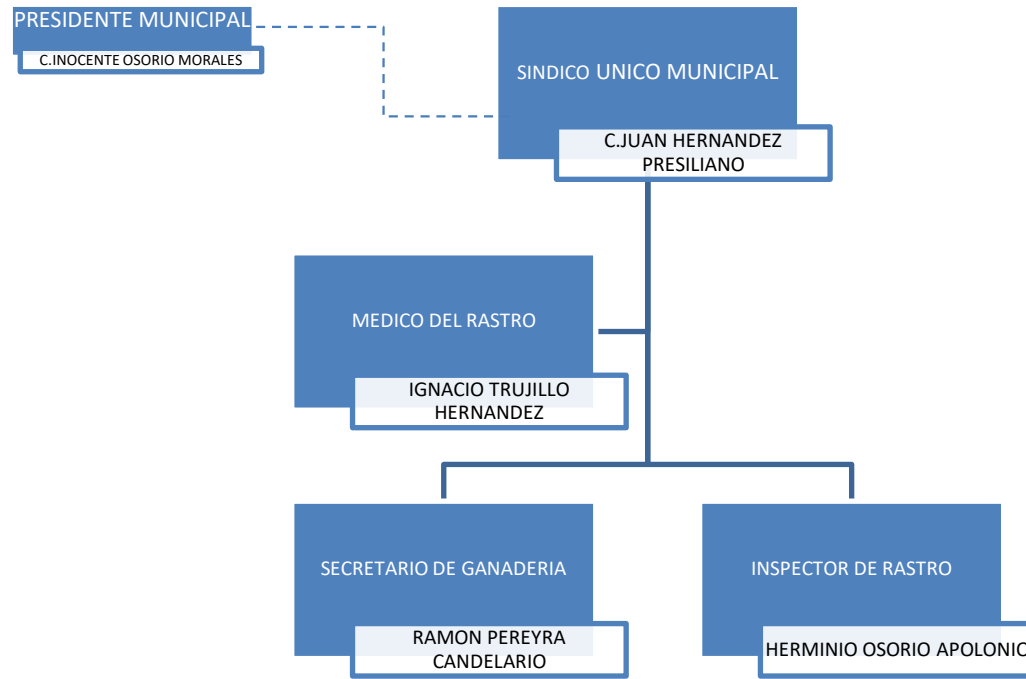 PRESIDENTE MUNICIPAL
C.INOCENTE OSORIO MORALES
SINDICO UNICO MUNICIPAL
C.JUAN HERNANDEZ
PRESILIANO
MEDICO DEL RASTRO
IGNACIO TRUJILLO
HERNANDEZ
SECRETARIO DE GANADERIA
RAMON PEREYRA
CANDELARIO
INSPECTOR DE RASTRO
HERMINIO OSORIO APOLONIO